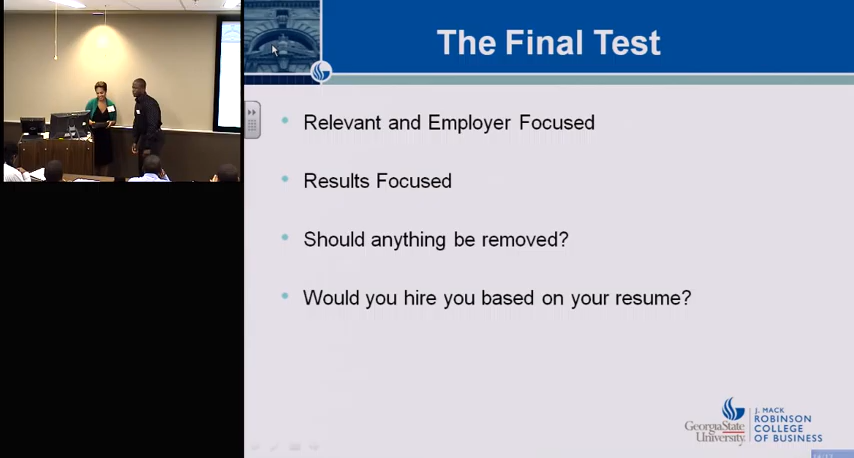 The Final Test
Relevant and Employer Focused
Results Focused
Should anything be removed?
Would you hire you based on your resume?
GeorgiaState
University
J. MACK
ROBINSON
COLLEGE
OF BUSINESS